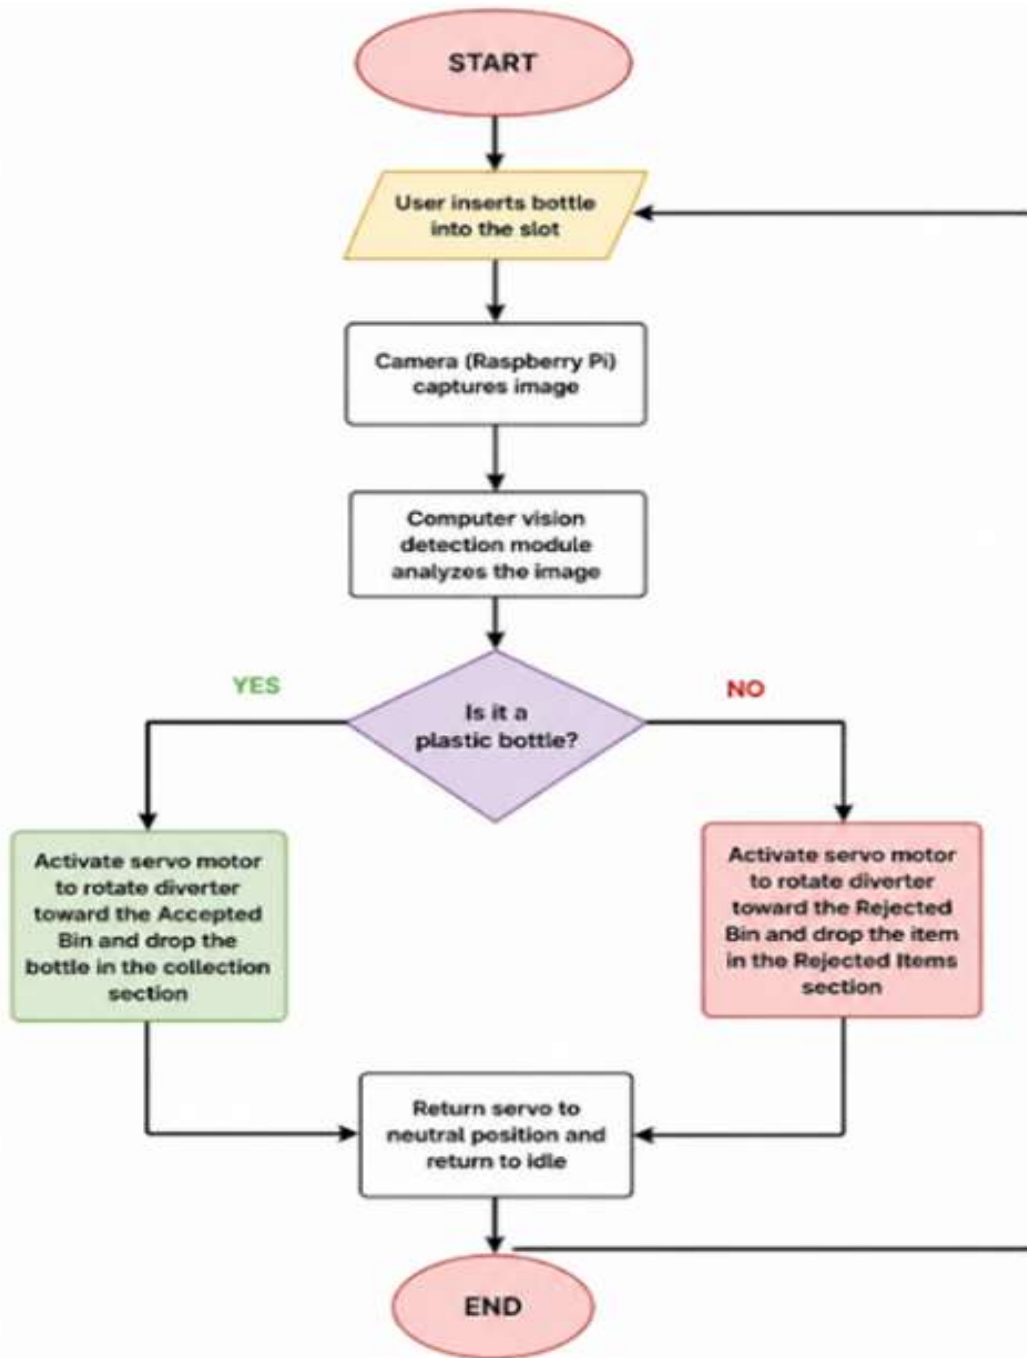 START
User inserts bottle
into the slot
Camera (Raspberry Pi)
captures image
Computer vision
detection module
analyzes the image
YES
NO
Is it a
plastic bottle?
Activate servo motor
to rotate diverter
toward the Accepted
Bin and drop the
bottle in the collection
section
Activate servo motor
to rotate diverter
toward the Rejected
Bin and drop the item
in the Rejected Items
section
Return servo to
neutral position and
return to idle
END